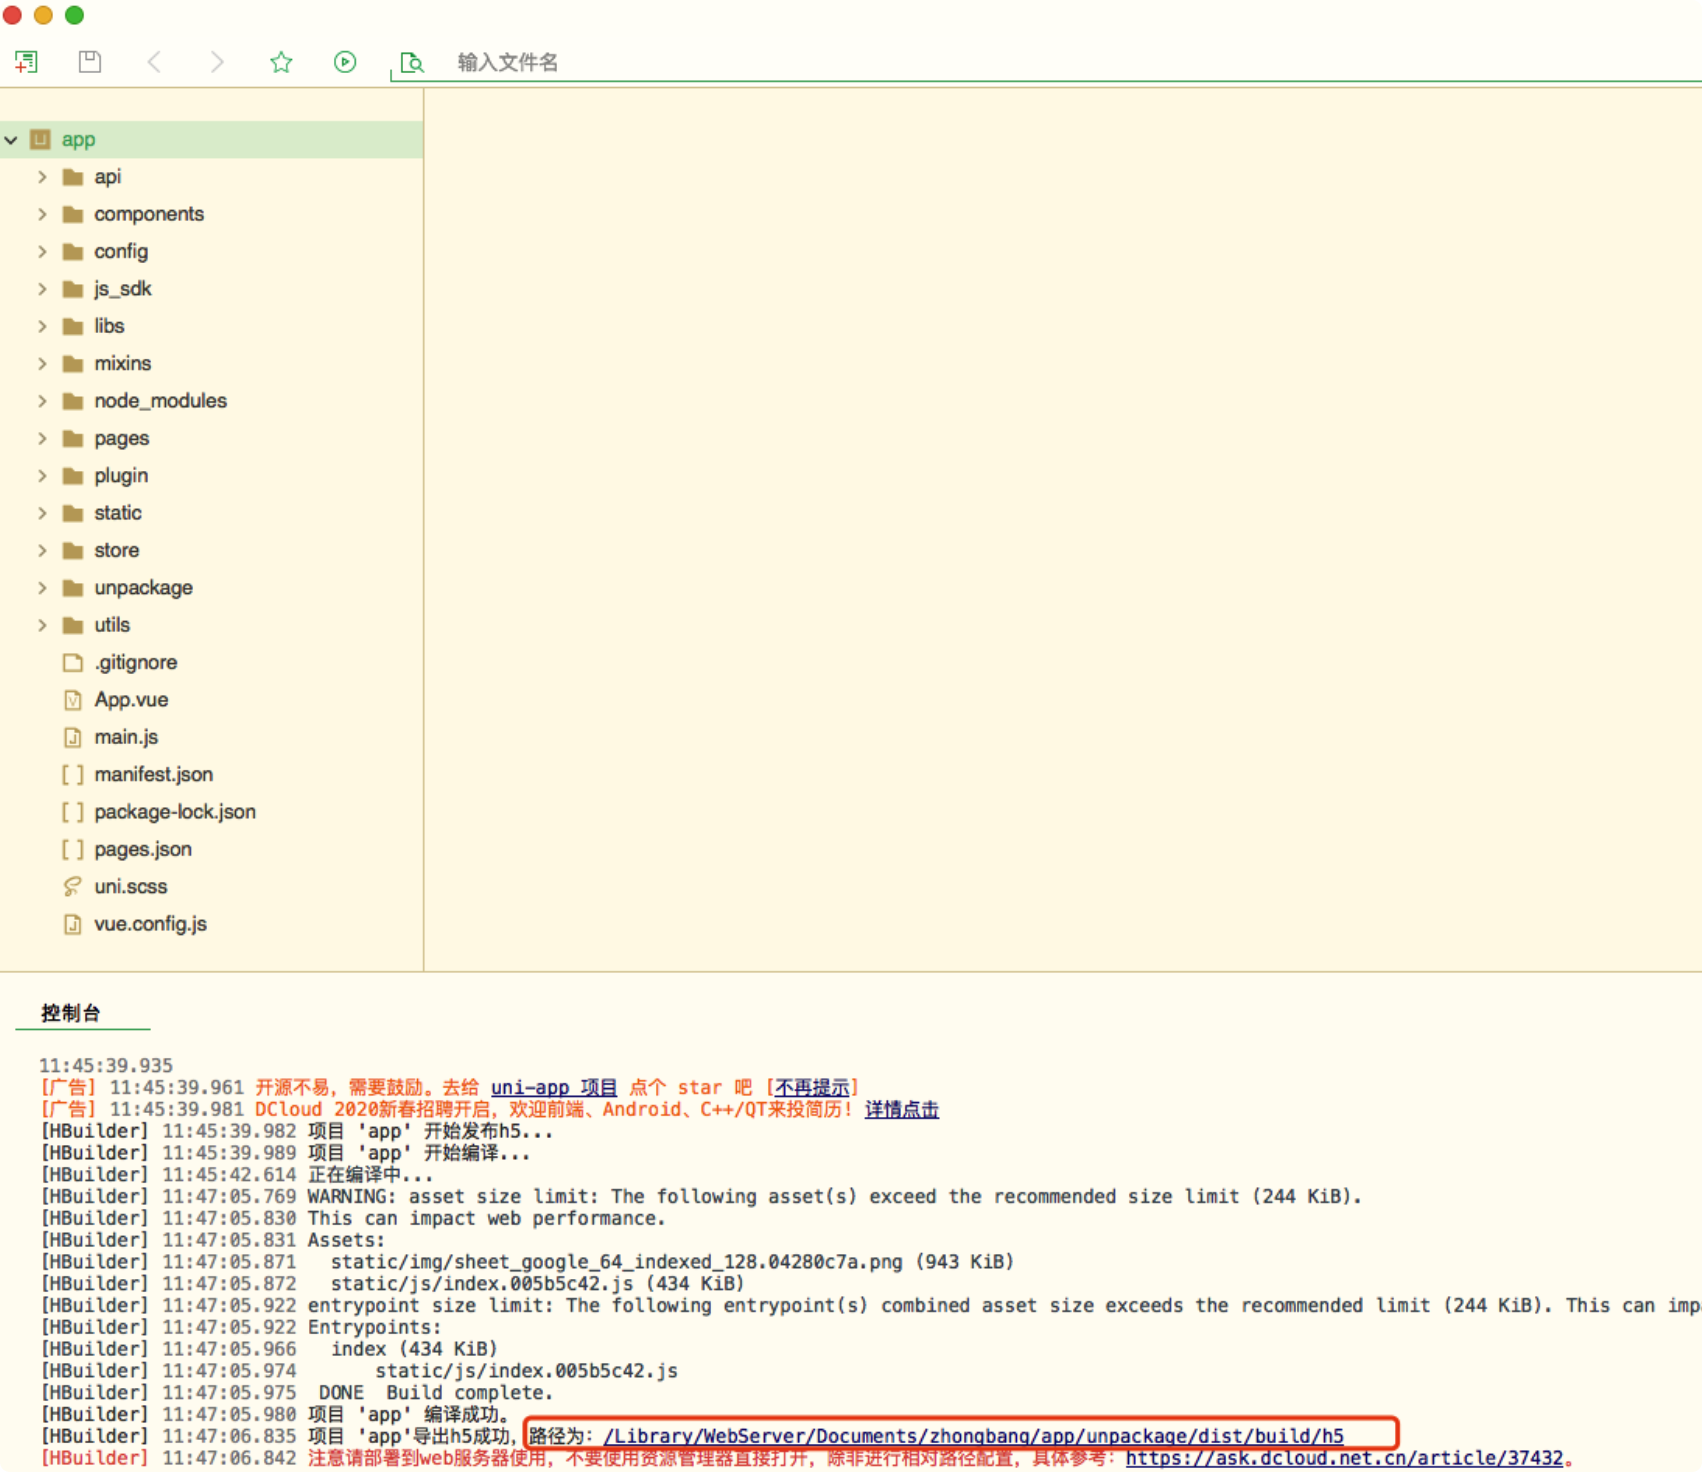 输入文件名
app
api
components
config
js_sdk
libs
mixins
node_modules
pages
plugin
static
store
unpackage
utils
.gitignore
App.vue
main.js
manifest.json
package-lock.json
pages.json
uni.scss
vue.config.js
控制台
11:45:39.935
[广告] 11:45:39.961 开源不易，需要鼓励。去给 uni-app 项目 点个 star 吧 [不再提示]
[广告] 11:45:39.981 DCloud 2020新春招聘开启，欢迎前端、Android、C++/QT来投简历! 详情点击
[HBuilder] 11:45:39.982 项目 'app' 开始发布h5...
[HBuilder] 11:45:39.989 项目 'app' 开始编译...
[HBuilder] 11:45:42.614 正在编译中...
[HBuilder] 11:47:05.769 WARNING: asset size limit: The following asset(s) exceed the recommended size limit (244 KiB).
[HBuilder] 11:47:05.830 This can impact web performance.
[HBuilder] 11:47:05.831 Assets:
[HBuilder] 11:47:05.871 static/img/sheet_google_64_indexed_128.04280c7a.png (943 KiB)
[HBuilder] 11:47:05.872 static/js/index.005b5c42.js (434 KiB)
[HBuilder] 11:47:05.922 entrypoint size limit: The following entrypoint(s) combined asset size exceeds the recommended limit (244 KiB). This can imp
[HBuilder] 11:47:05.922 Entrypoints:
[HBuilder] 11:47:05.966 index (434 KiB)
[HBuilder] 11:47:05.974 static/js/index.005b5c42.js
[HBuilder] 11:47:05.975 DONE Build complete.
[HBuilder] 11:47:05.980 项目 'app' 编译成功。
[HBuilder] 11:47:06.835 项目 'app'导出h5成功，路径为：/Library/WebServer/Documents/zhongbang/app/unpackage/dist/build/h5
[HBuilder] 11:47:06.842 注意请部署到web服务器使用，不要使用资源管理器直接打开，除非进行相对路径配置，具体参考：https://ask.dcloud.net.cn/article/37432。